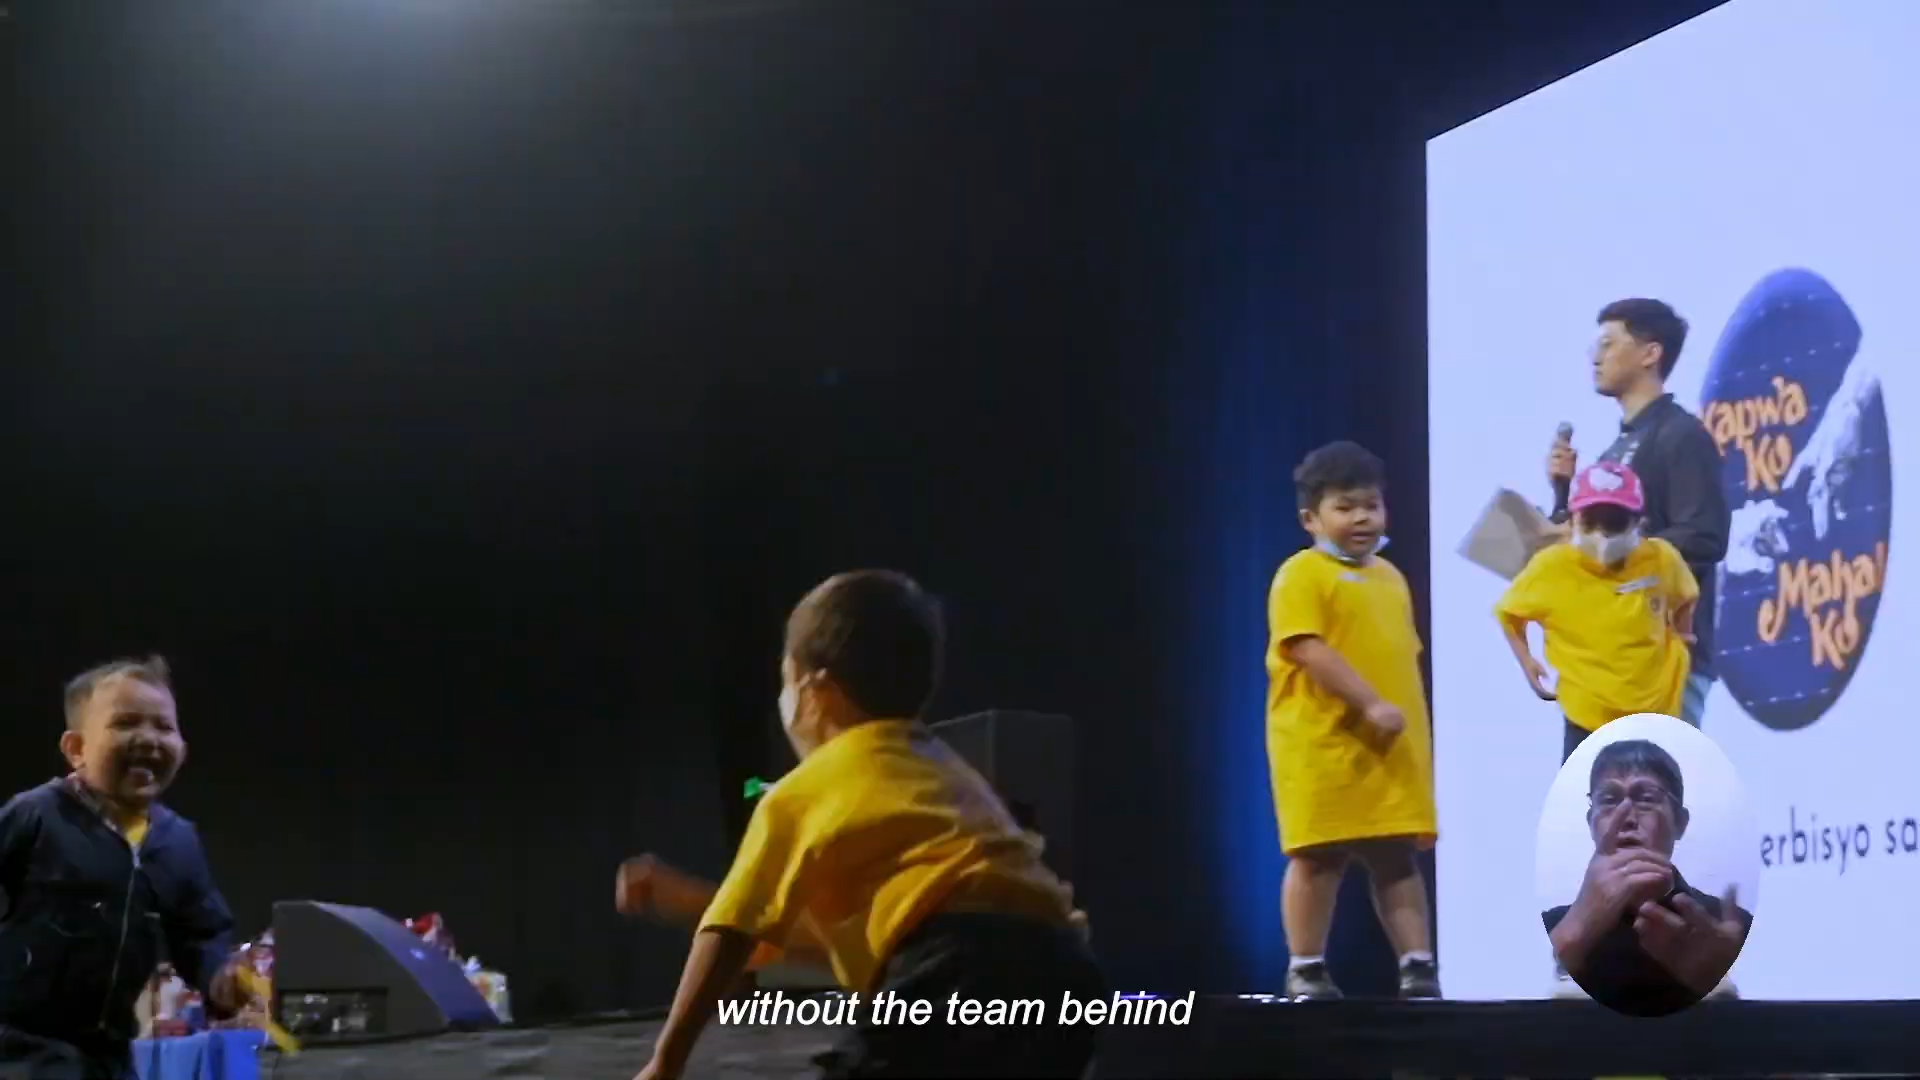 Kapwa
Ko
Mahal
Ko
erbisyo sa
without the team behind